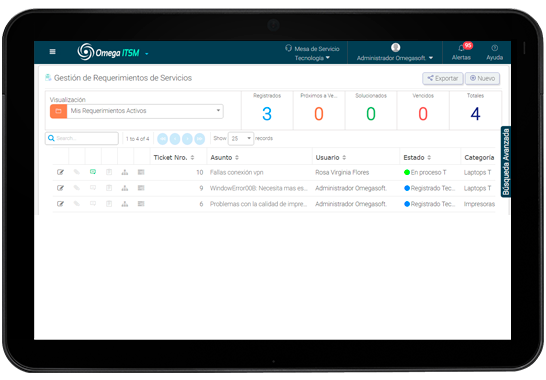 Omega ITSM
Mesa de Servicio
Tecnología
Administrador Omegasoft
95
Alertas
Ayuda
Gestión de Requerimientos de Servicios
Exportar
Nuevo
Visualización
Mis Requerimientos Activos
Registrados
3
Próximos a Ve...
0
Solucionados
0
Vencidos
0
Totales
4
Search...
1 to 4 of 4
Show 25 records
Búsqueda Avanzada
Ticket Nro. Asunto Usuario Estado Categoría
10 Fallas conexión vpn Rosa Virginia Flores En proceso T Laptops T
9 WindowError008: Necesita mas es... Administrador Omegasoft Registrado Tec... Laptops T
6 Problemas con la calidad de impre... Administrador Omegasoft Registrado Tec... Impresoras